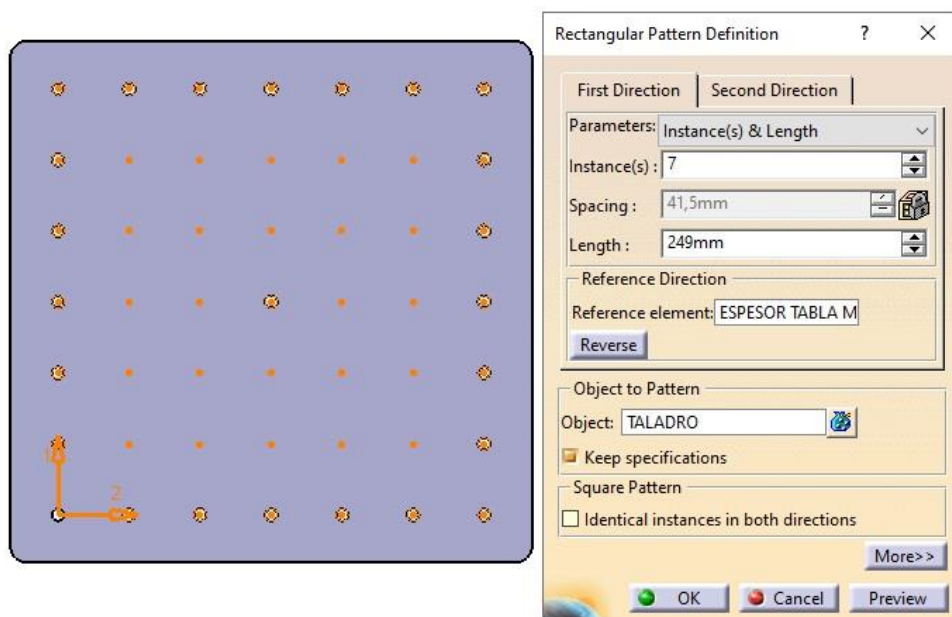 Rectangular Pattern Definition ?
First Direction Second Direction
Parameters: Instance(s) & Length
Instance(s) : 7
Spacing : 41,5mm
Length : 249mm
Reference Direction
Reference element: ESPESOR TABLA M
Reverse
Object to Pattern
Object: TALADRO
Keep specifications
Square Pattern
Identical instances in both directions
More>>
OK Cancel Preview
1
2